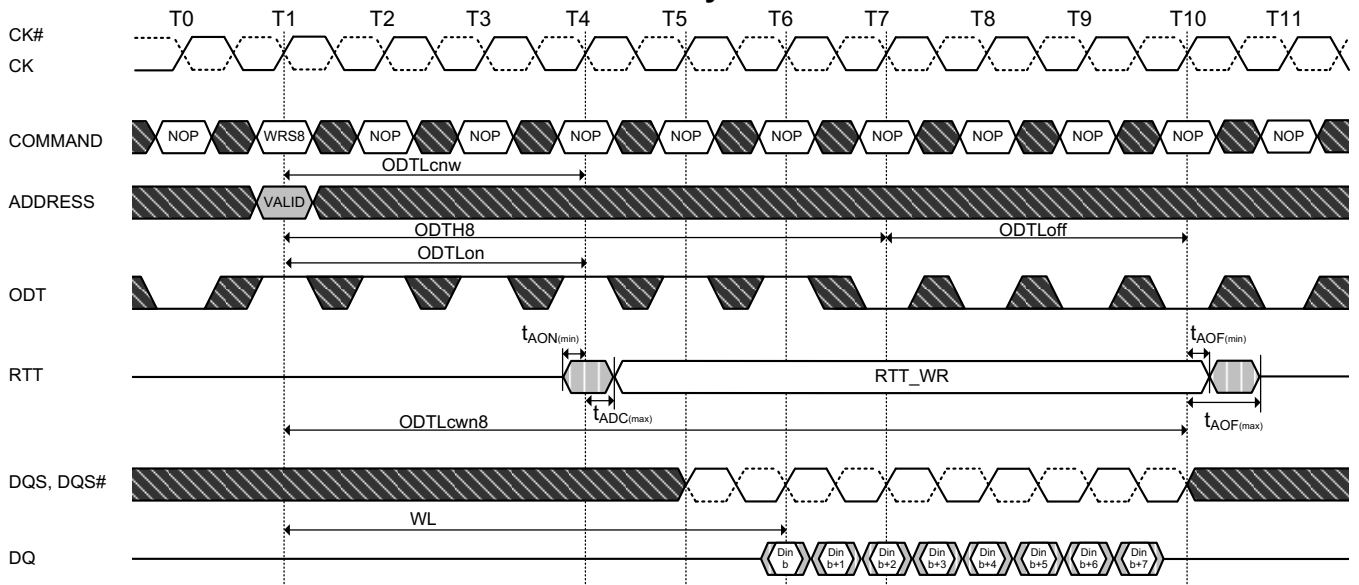 T0 T1 T2 T3 T4 T5 T6 T7 T8 T9 T10 T11
CK#
CK
COMMAND NOP WRS8 NOP NOP NOP NOP NOP NOP NOP NOP NOP NOP
ODTLcnw
ADDRESS VALID
ODTH8 ODTLoff
ODTLon
ODT
tAON(min) tAOF(min)
RTT RTT_WR
tADC(max) tAOF(max)
ODTLcwn8
DQS, DQS#
WL
DQ Din b Din b+1 Din b+2 Din b+3 Din b+4 Din b+5 Din b+6 Din b+7